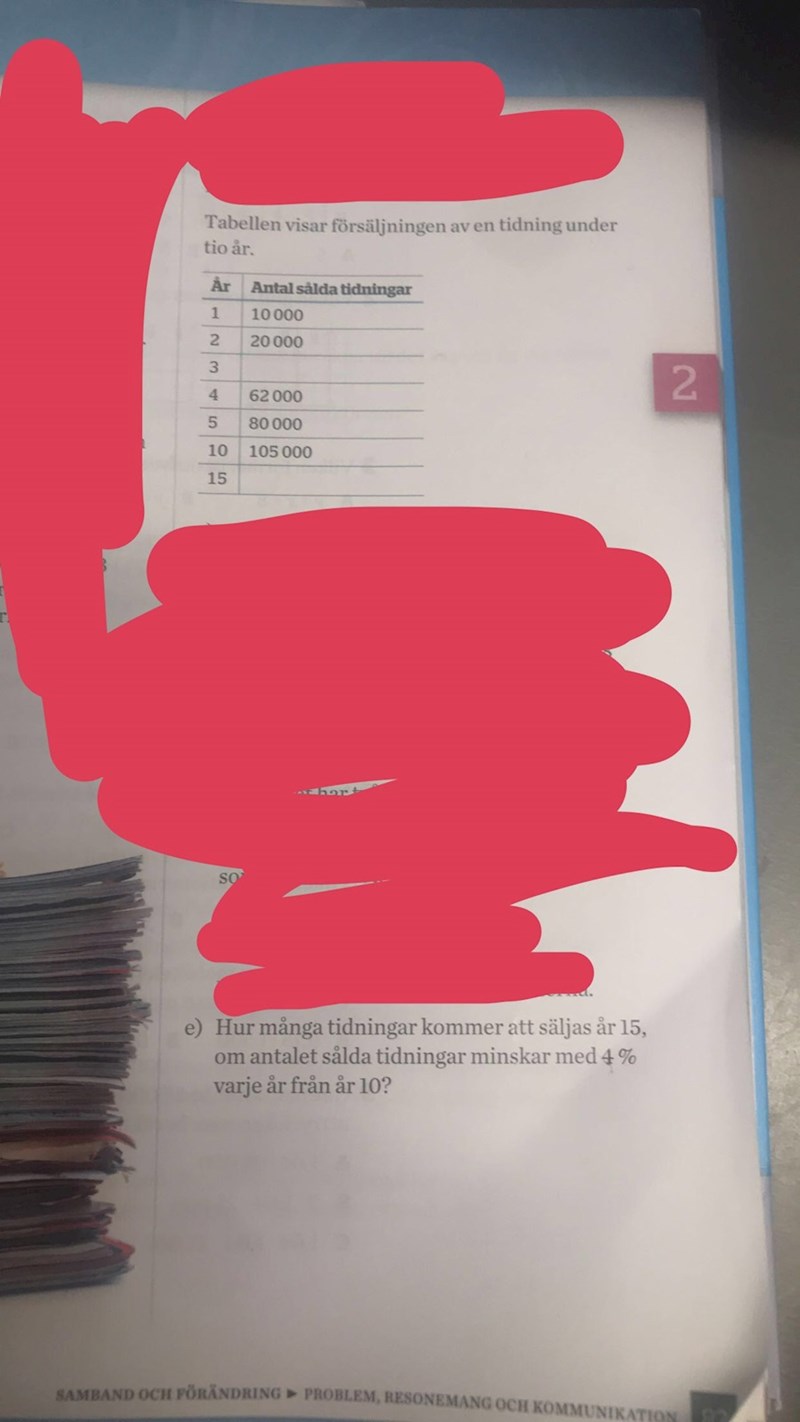 Tabellen visar försäljningen av en tidning under
tio år.
År Antal sålda tidningar
1 10 000
2 20 000
3
4 62 000
5 80 000
10 105 000
15
2
e) Hur många tidningar kommer att säljas år 15,
om antalet sålda tidningar minskar med 4 %
varje år från år 10?
SAMBAND OCH FÖRÄNDRING ▶ PROBLEM, RESONEMANG OCH KOMMUNIKATION